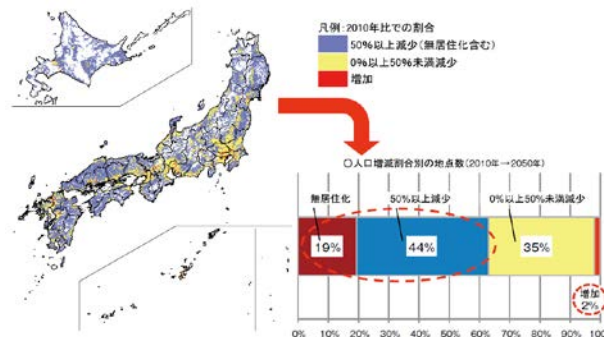 凡例:2010年比での割合
50%以上減少(無居住化含む)
0%以上50%未満減少
増加
〇人口増減割合別の地点数(2010年→2050年)
無居住化
50%以上減少
0%以上50%未満減少
19%
44%
35%
増加
2%
0% 10% 20% 30% 40% 50% 60% 70% 80% 90% 100